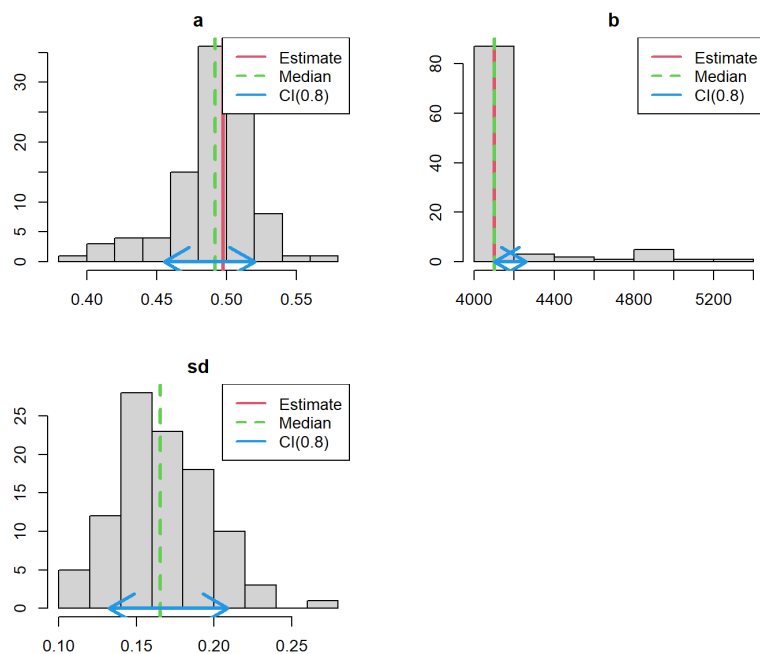 a
Estimate
Median
CI(0.8)
0 5 10 20 30
0.40 0.45 0.50 0.55
b
Estimate
Median
CI(0.8)
0 20 40 60 80
4000 4400 4800 5200
sd
Estimate
Median
CI(0.8)
0 5 10 15 20 25
0.10 0.15 0.20 0.25